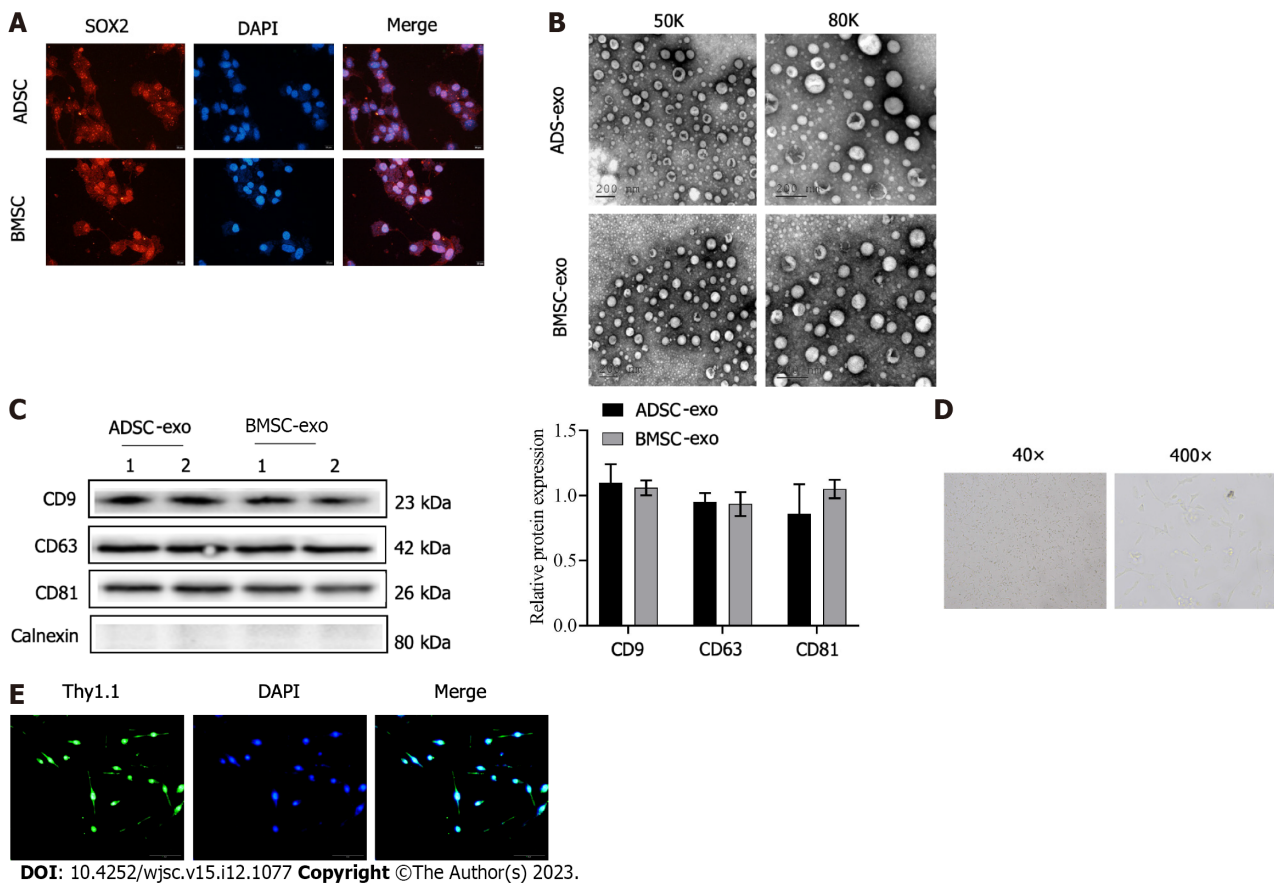 A
SOX2 DAPI Merge
ADSC
BMSC
B
50K 80K
ADS-exo
200 nm 200 nm
BMSC-exo
C
ADSC-exo BMSC-exo
1 2 1 2
CD9 23 kDa
CD63 42 kDa
CD81 26 kDa
Calnexin 80 kDa
ADSC-exo
BMSC-exo
Relative protein expression
1.5
1.0
0.5
0.0
CD9 CD63 CD81
D
40× 400×
E
Thy1.1 DAPI Merge
DOI: 10.4252/wjsc.v15.i12.1077 Copyright ©The Author(s) 2023.